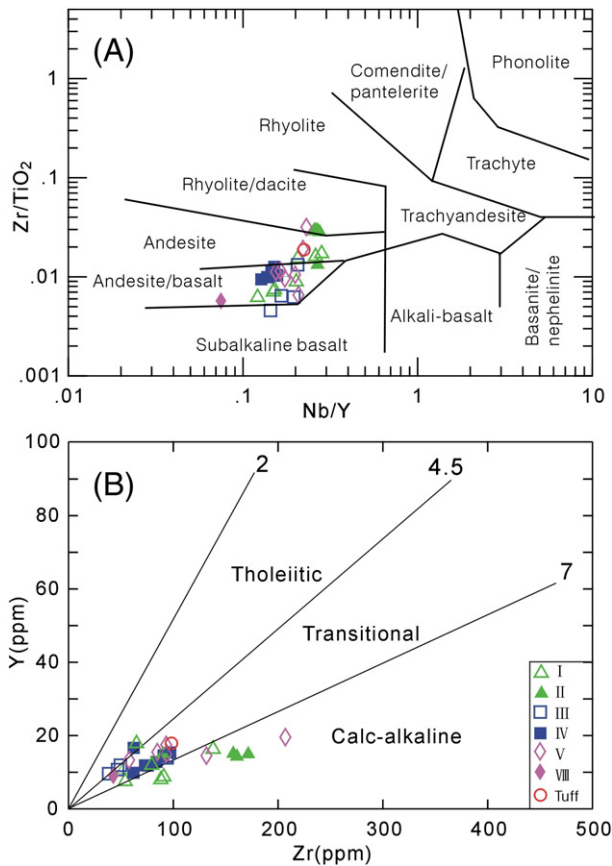 (A)
Phonolite
Comendite/
pantelerite
Rhyolite
Trachyte
Rhyolite/dacite
Trachyandesite
Andesite
Andesite/basalt
Subalkaline basalt
Alkali-basalt
Basanite/
nephelinite
Zr/TiO2
1
.1
.01
.001
.01
.1
1
10
Nb/Y
(B)
2
4.5
7
Tholeiitic
Transitional
Calc-alkaline
Y(ppm)
100
80
60
40
20
0
0
100
200
300
400
500
Zr(ppm)
I
II
III
IV
V
VIII
Tuff